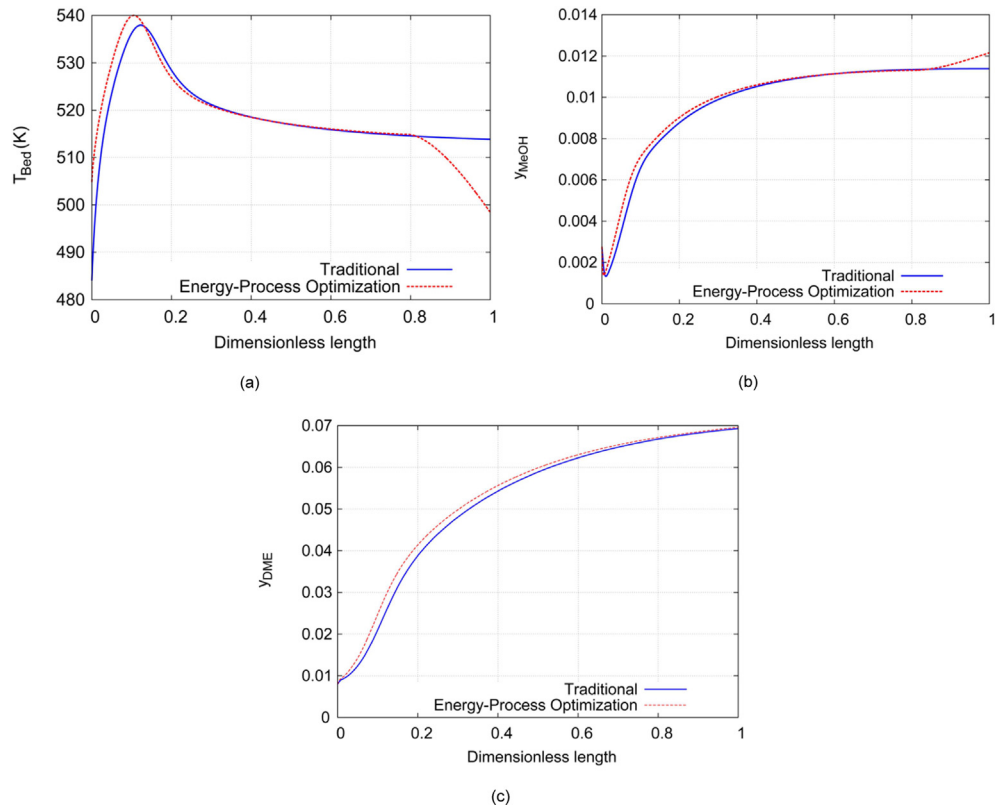 540
530
520
510
500
490
480
T_Bed (K)
Traditional
Energy-Process Optimization
0 0.2 0.4 0.6 0.8 1
Dimensionless length
(a)
0.014
0.012
0.01
0.008
0.006
0.004
0.002
0
y_MeOH
Traditional
Energy-Process Optimization
0 0.2 0.4 0.6 0.8 1
Dimensionless length
(b)
0.07
0.06
0.05
0.04
0.03
0.02
0.01
0
y_DME
Traditional
Energy-Process Optimization
0 0.2 0.4 0.6 0.8 1
Dimensionless length
(c)